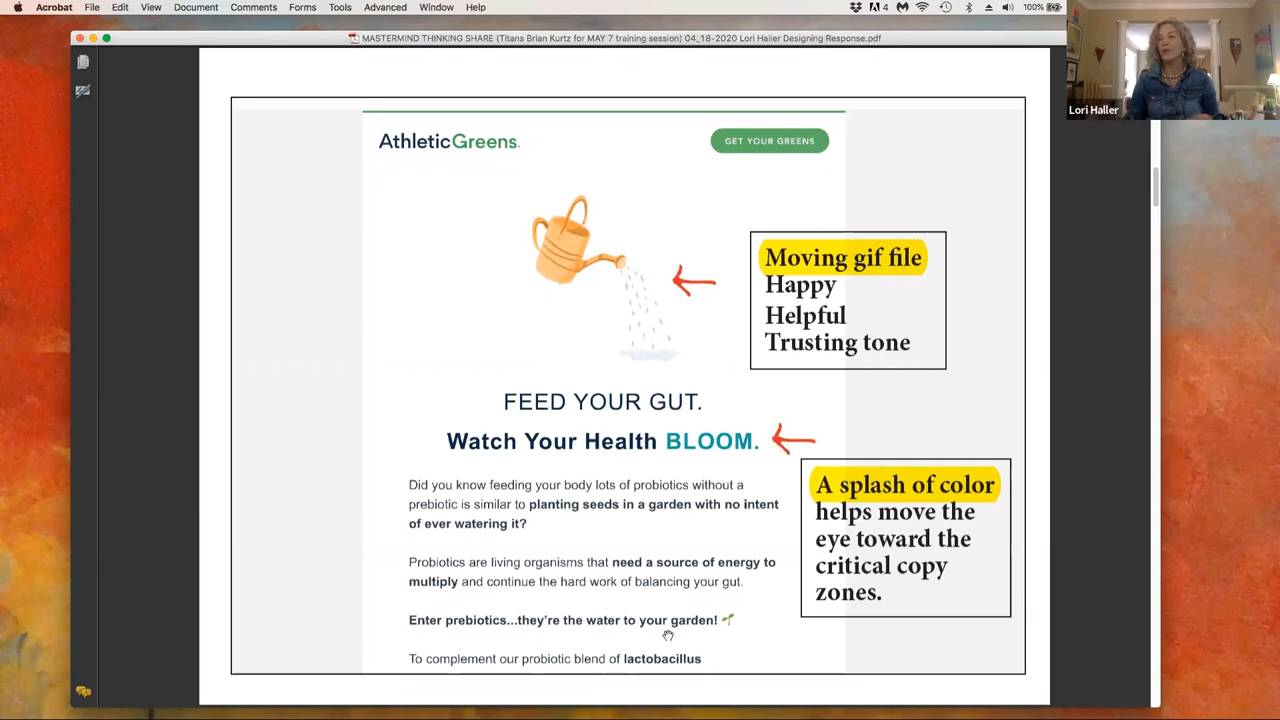 Acrobat File Edit View Document Comments Forms Tools Advanced Window Help 4 100%
MASTERMIND THINKING SHARE (Titans Brian Kurtz for MAY 7 training session) 04_18-2020 Lori Haller Designing Response.pdf
Lori Haller
AthleticGreens.
GET YOUR GREENS
Moving gif file
Happy
Helpful
Trusting tone
FEED YOUR GUT.
Watch Your Health BLOOM.
Did you know feeding your body lots of probiotics without a
prebiotic is similar to planting seeds in a garden with no intent
of ever watering it?
Probiotics are living organisms that need a source of energy to
multiply and continue the hard work of balancing your gut.
Enter prebiotics...they're the water to your garden! 🌱
To complement our probiotic blend of lactobacillus
A splash of color
helps move the
eye toward the
critical copy
zones.